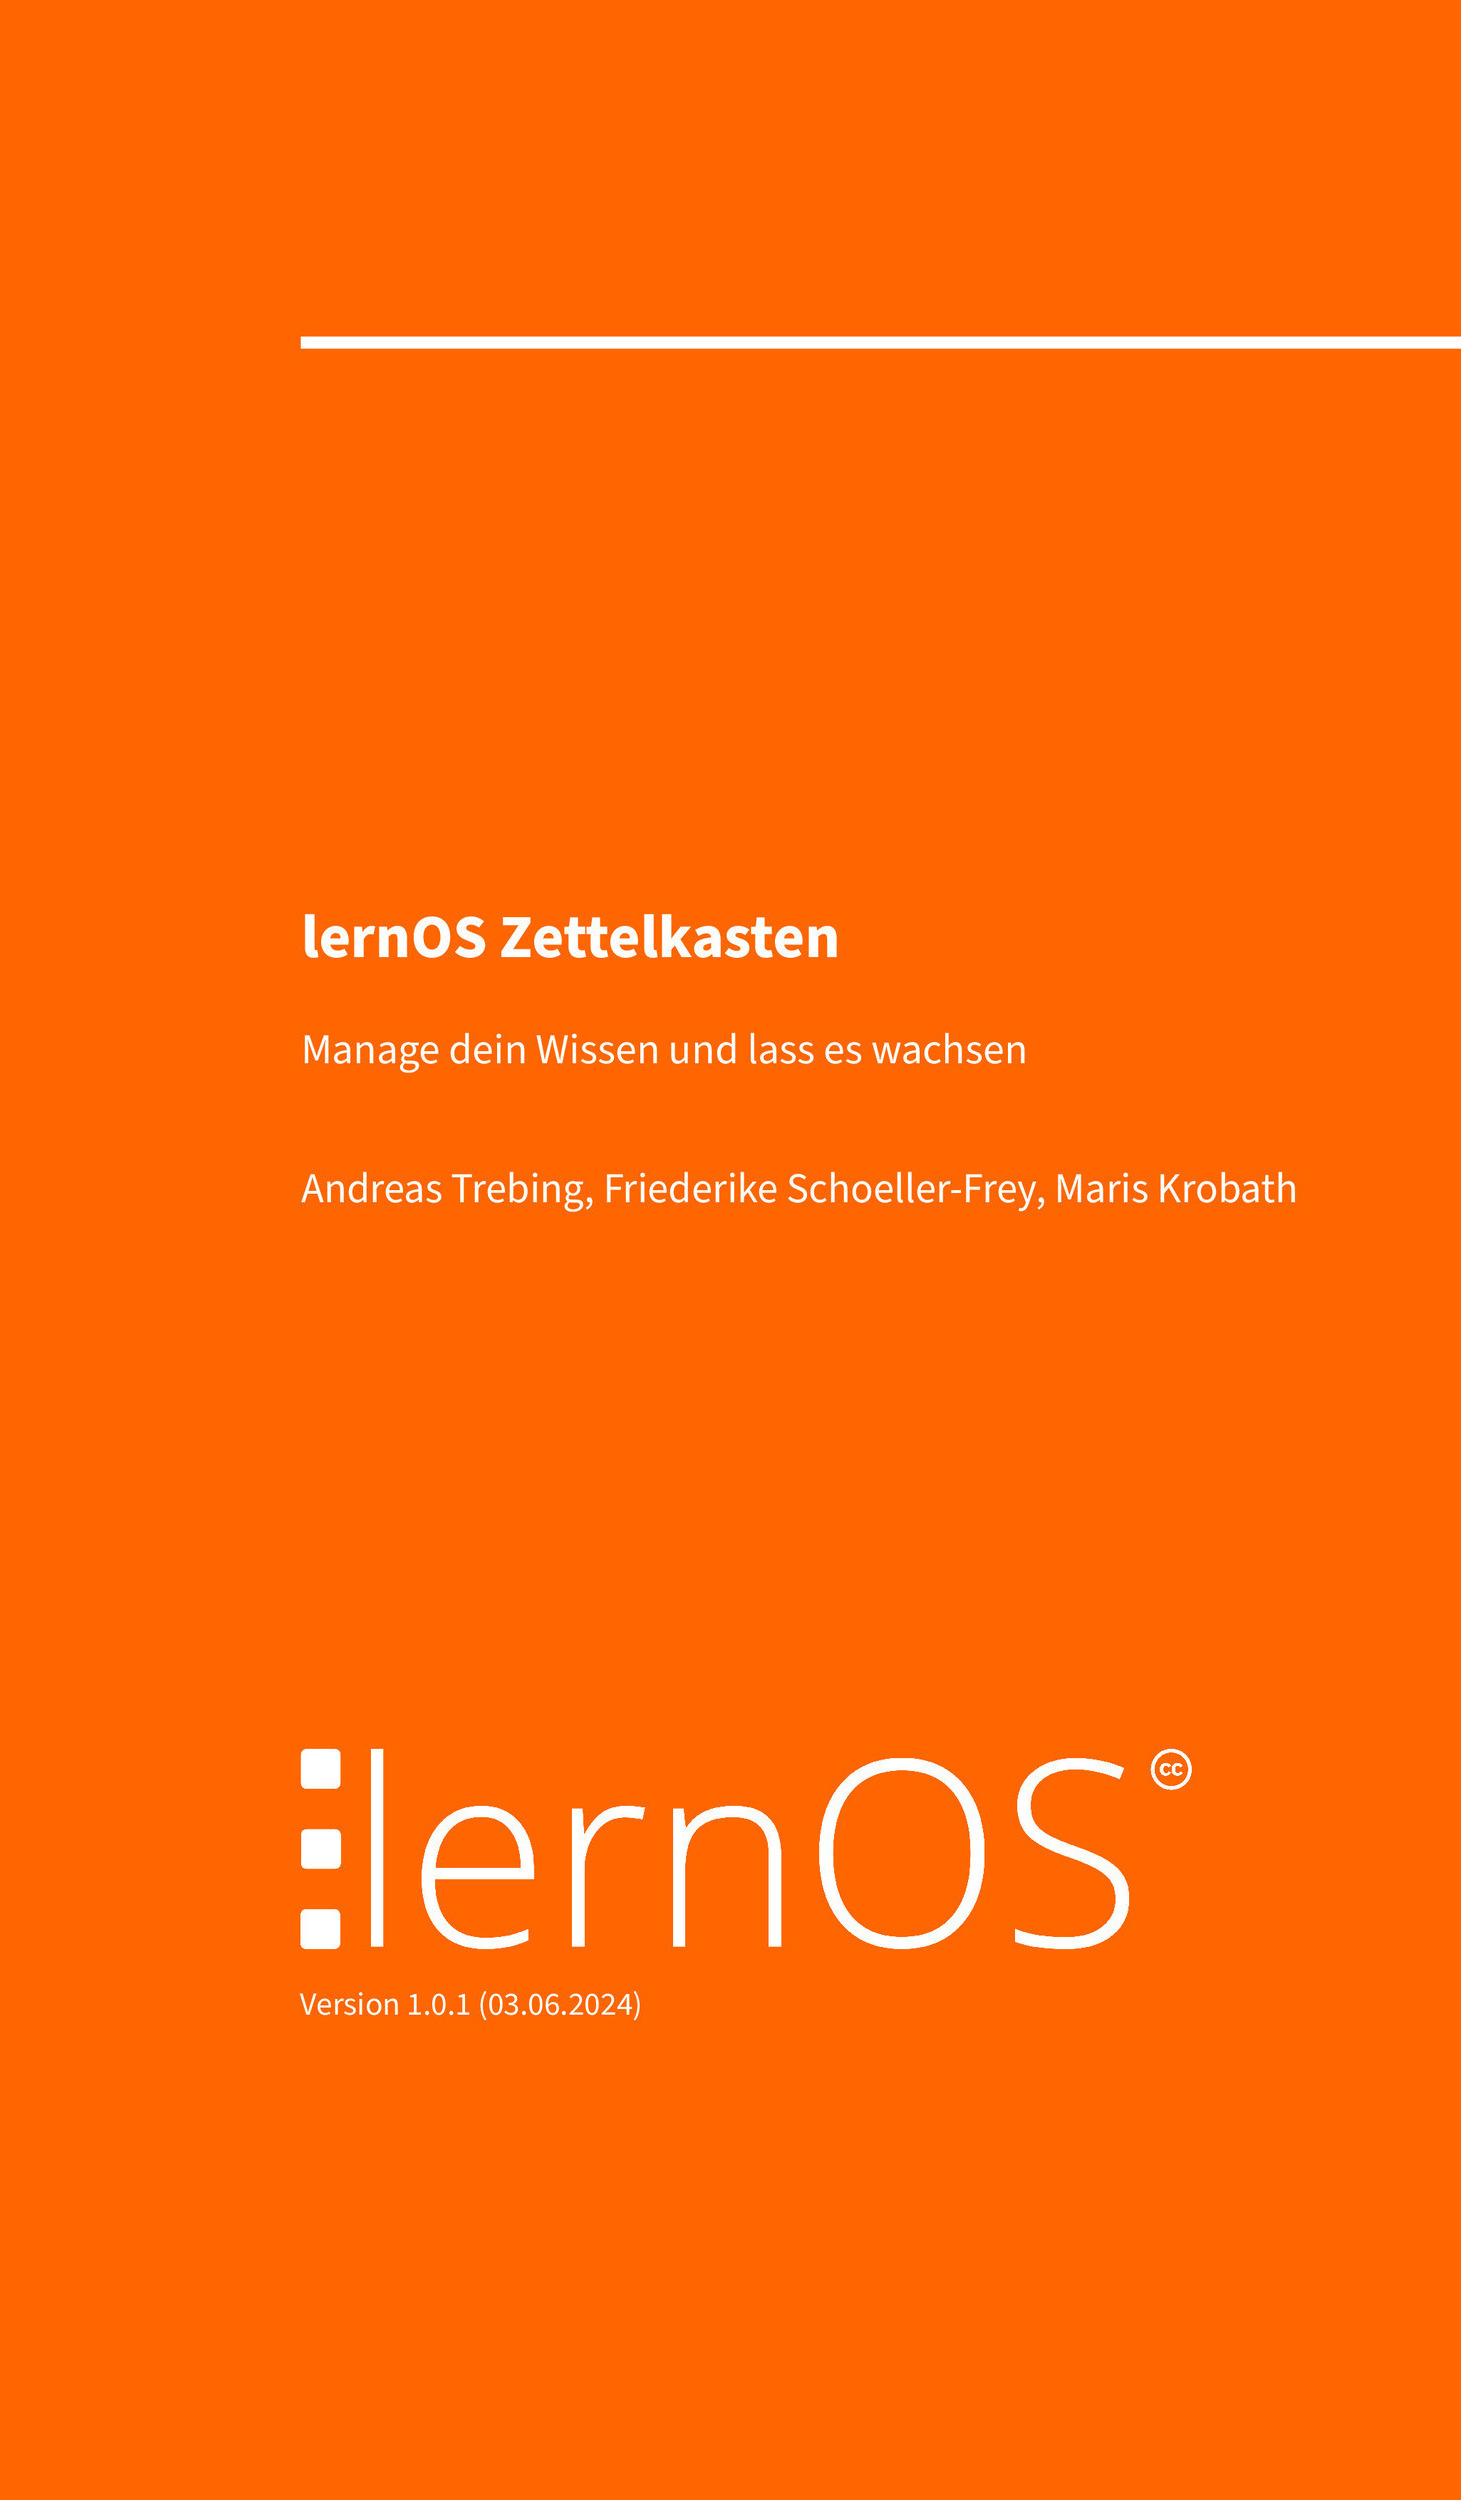 lernOS Zettelkasten
Manage dein Wissen und lass es wachsen
Andreas Trebing, Friederike Schoeller-Frey, Maris Krobath
lernOS cc
Version 1.0.1 (03.06.2024)